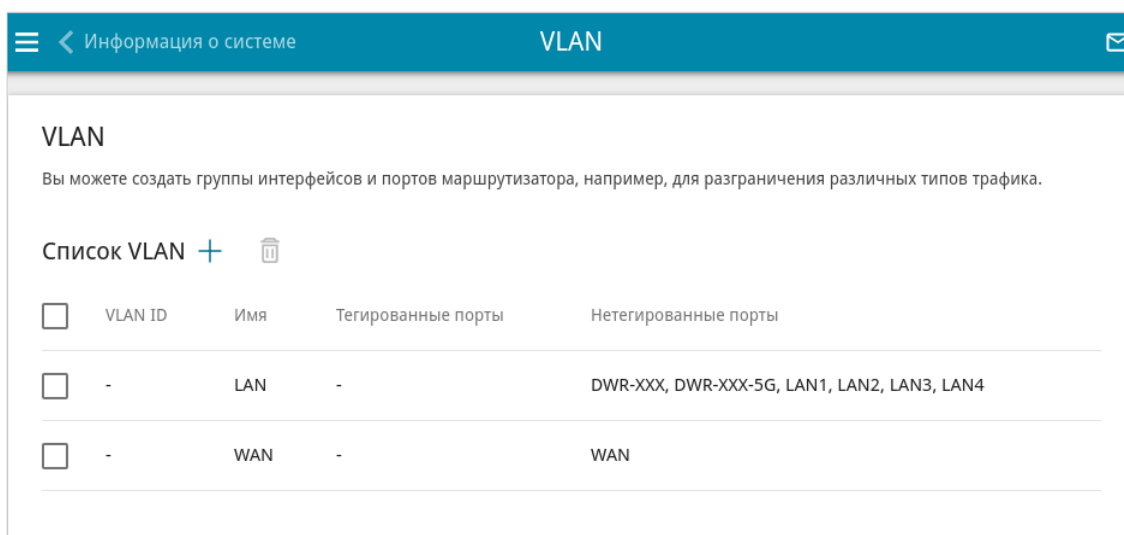 Информация о системе VLAN
VLAN
Вы можете создать группы интерфейсов и портов маршрутизатора, например, для разграничения различных типов трафика.
Список VLAN
VLAN ID Имя Тегированные порты Нетегированные порты
- LAN - DWR-XXX, DWR-XXX-5G, LAN1, LAN2, LAN3, LAN4
- WAN - WAN